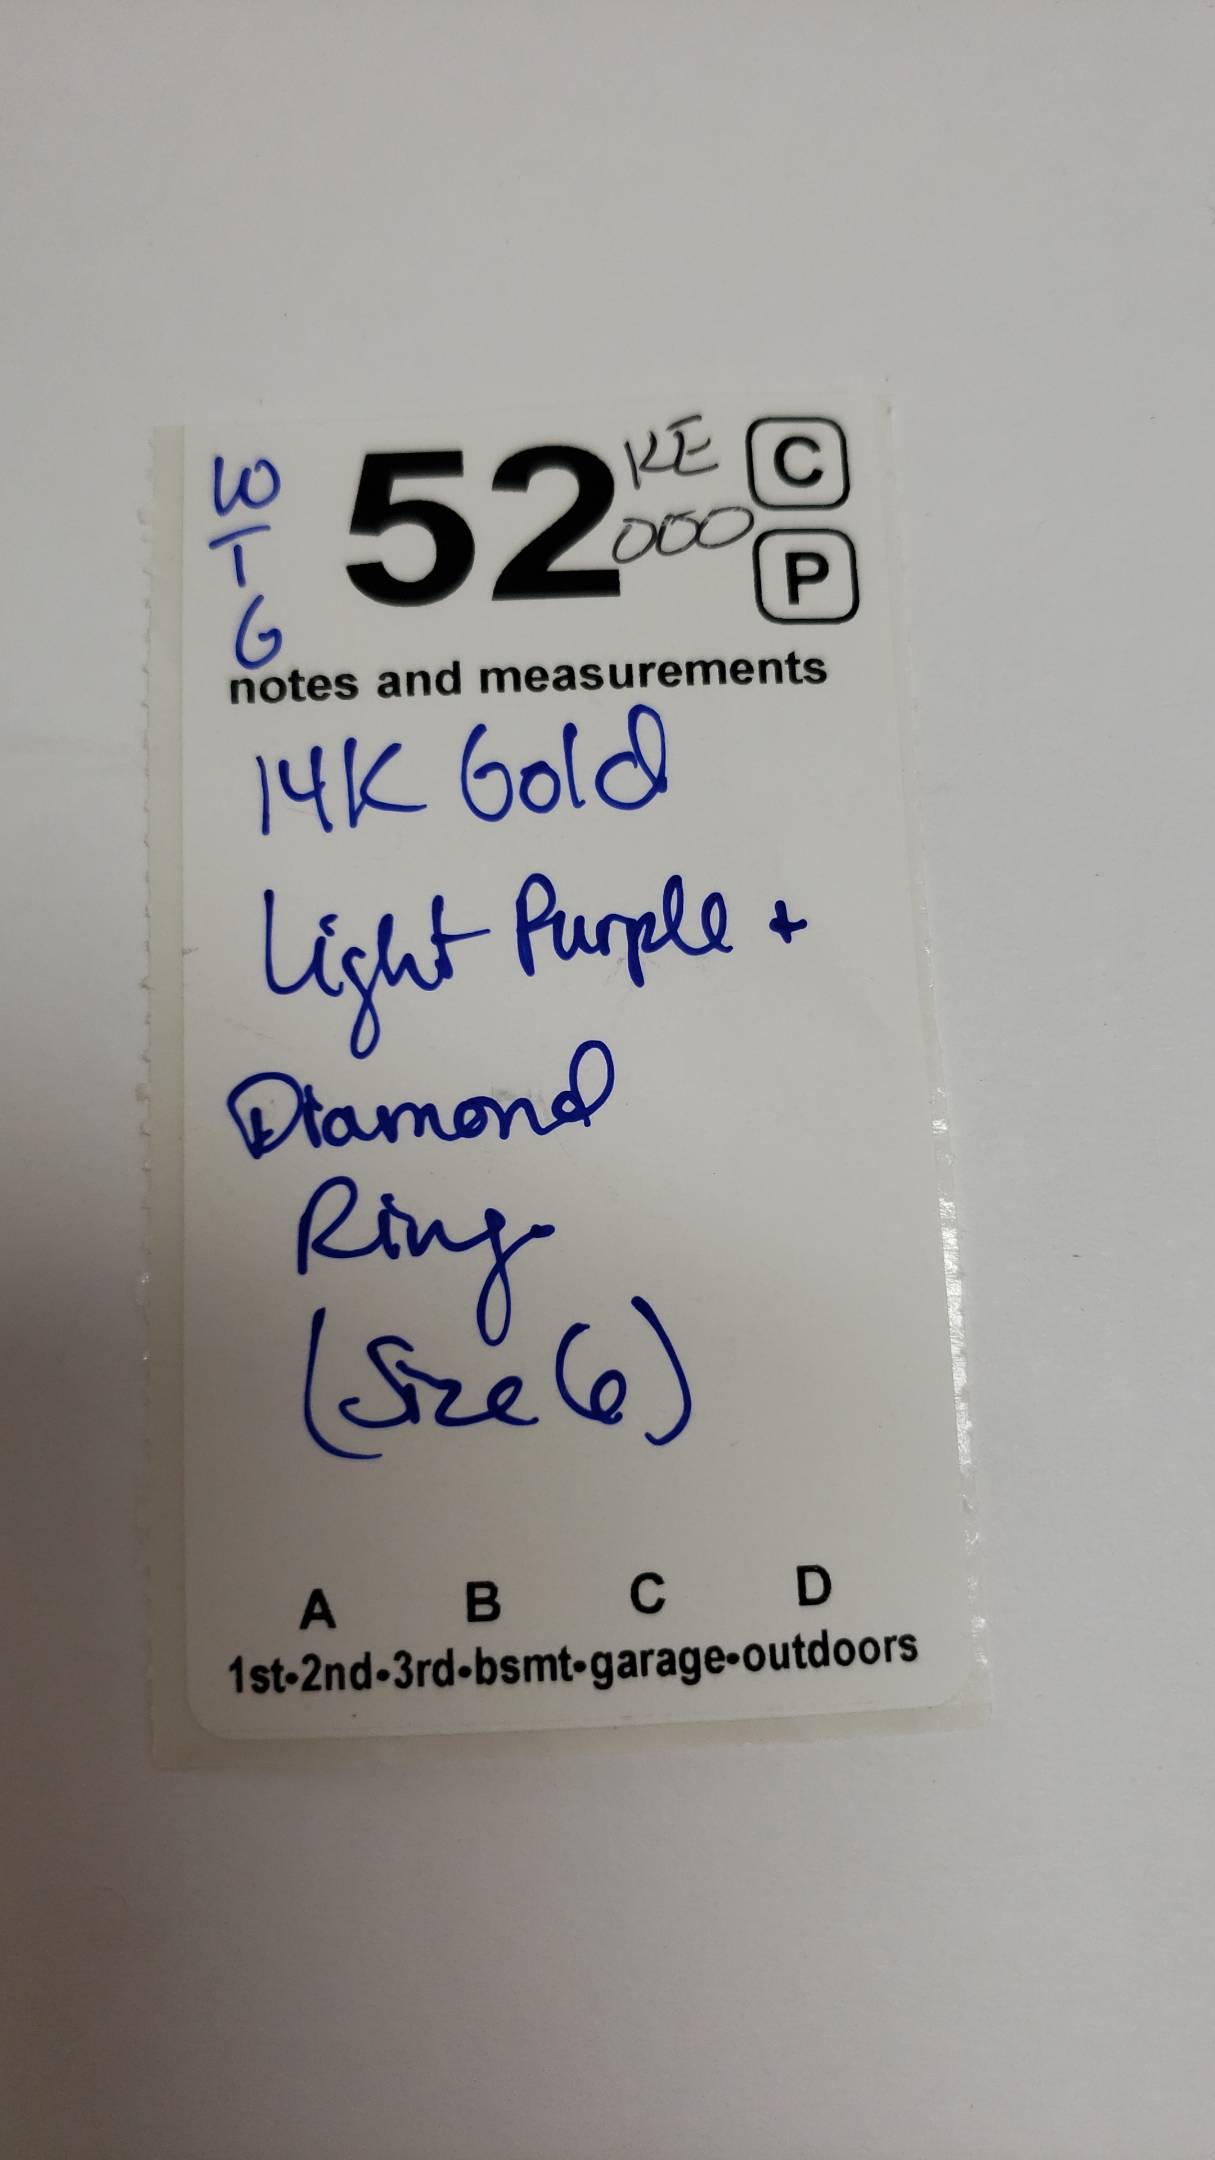 W
T
G
52
KE
000
C
P
notes and measurements
14K Gold
Light Purple +
Diamond
Ring.
(Size 6)
A B C D
1st•2nd•3rd•bsmt•garage•outdoors